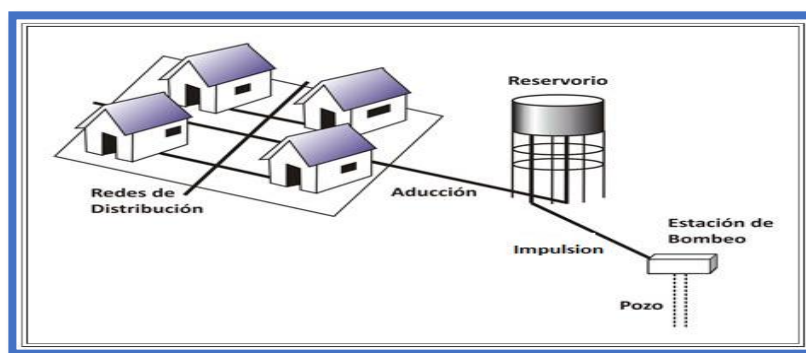 Reservorio
Redes de
Distribución
Aducción
Estación de
Bombeo
Impulsion
Pozo